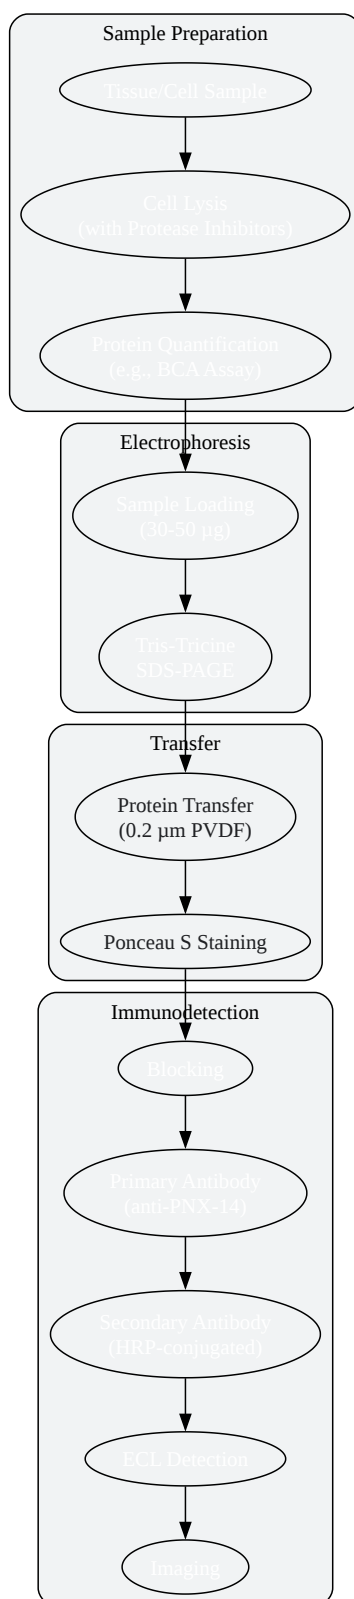 Sample Preparation
Tissue/Cell Sample
Cell Lysis
(with Protease Inhibitors)
Protein Quantification
(e.g., BCA Assay)
Electrophoresis
Sample Loading
(30-50 µg)
Tris-Tricine
SDS-PAGE
Transfer
Protein Transfer
(0.2 µm PVDF)
Ponceau S Staining
Immunodetection
Blocking
Primary Antibody
(anti-PNX-14)
Secondary Antibody
(HRP-conjugated)
ECL Detection
Imaging